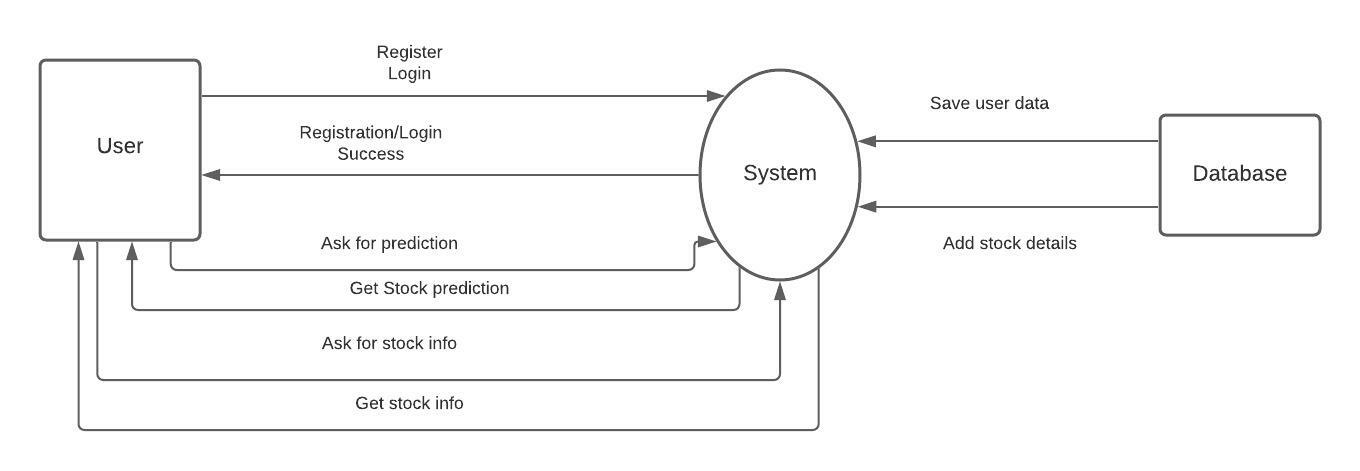 Register
Login
Save user data
Registration/Login
Success
User
System
Database
Ask for prediction
Add stock details
Get Stock prediction
Ask for stock info
Get stock info